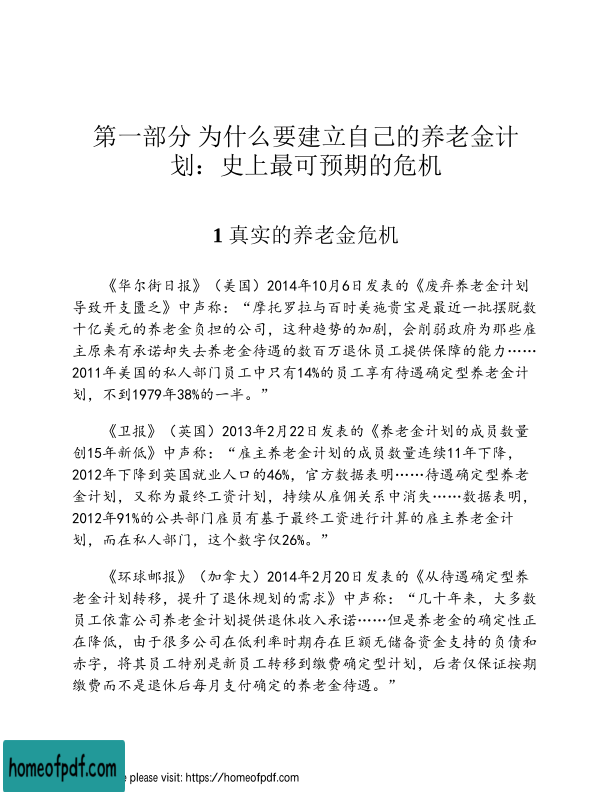 第一部分 为什么要建立自己的养老金计
划：史上最可预期的危机
1 真实的养老金危机
《华尔街日报》（美国）2014年10月6日发表的《废弃养老金计划
导致开支匮乏》中声称：“摩托罗拉与百时美施贵宝是最近一批摆脱数
十亿美元的养老金负担的公司，这种趋势的加剧，会削弱政府为那些雇
主原来有承诺却失去养老金待遇的数百万退休员工提供保障的能力……
2011年美国的私人部门员工中只有14%的员工享有待遇确定型养老金计
划，不到1979年38%的一半。”
《卫报》（英国）2013年2月22日发表的《养老金计划的成员数量
创15年新低》中声称：“雇主养老金计划的成员数量连续11年下降，
2012年下降到英国就业人口的46%，官方数据表明……待遇确定型养老
金计划，又称为最终工资计划，持续从雇佣关系中消失……数据表明，
2012年91%的公共部门雇员有基于最终工资进行计算的雇主养老金计
划，而在私人部门，这个数字仅26%。”
《环球邮报》（加拿大）2014年2月20日发表的《从待遇确定型养
老金计划转移，提升了退休规划的需求》中声称：“几十年来，大多数
员工依靠公司养老金计划提供退休收入承诺……但是养老金的确定性正
在降低，由于很多公司在低利率时期存在巨额无储备资金支持的负债和
赤字，将其员工特别是新员工转移到缴费确定型计划，后者仅保证按期
缴费而不是退休后每月支付确定的养老金待遇。”
homeofpdf.com
e please visit: https://homeofpdf.com